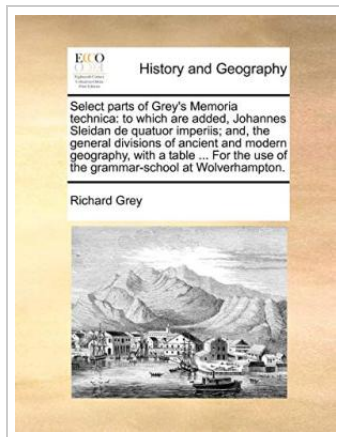 ECCO
History and Geography
Select parts of Grey's Memoria
technica: to which are added, Johannes
Sleidan de quatuor imperiis; and, the
general divisions of ancient and modern
geography, with a table ... For the use of
the grammar-school at Wolverhampton.
Richard Grey